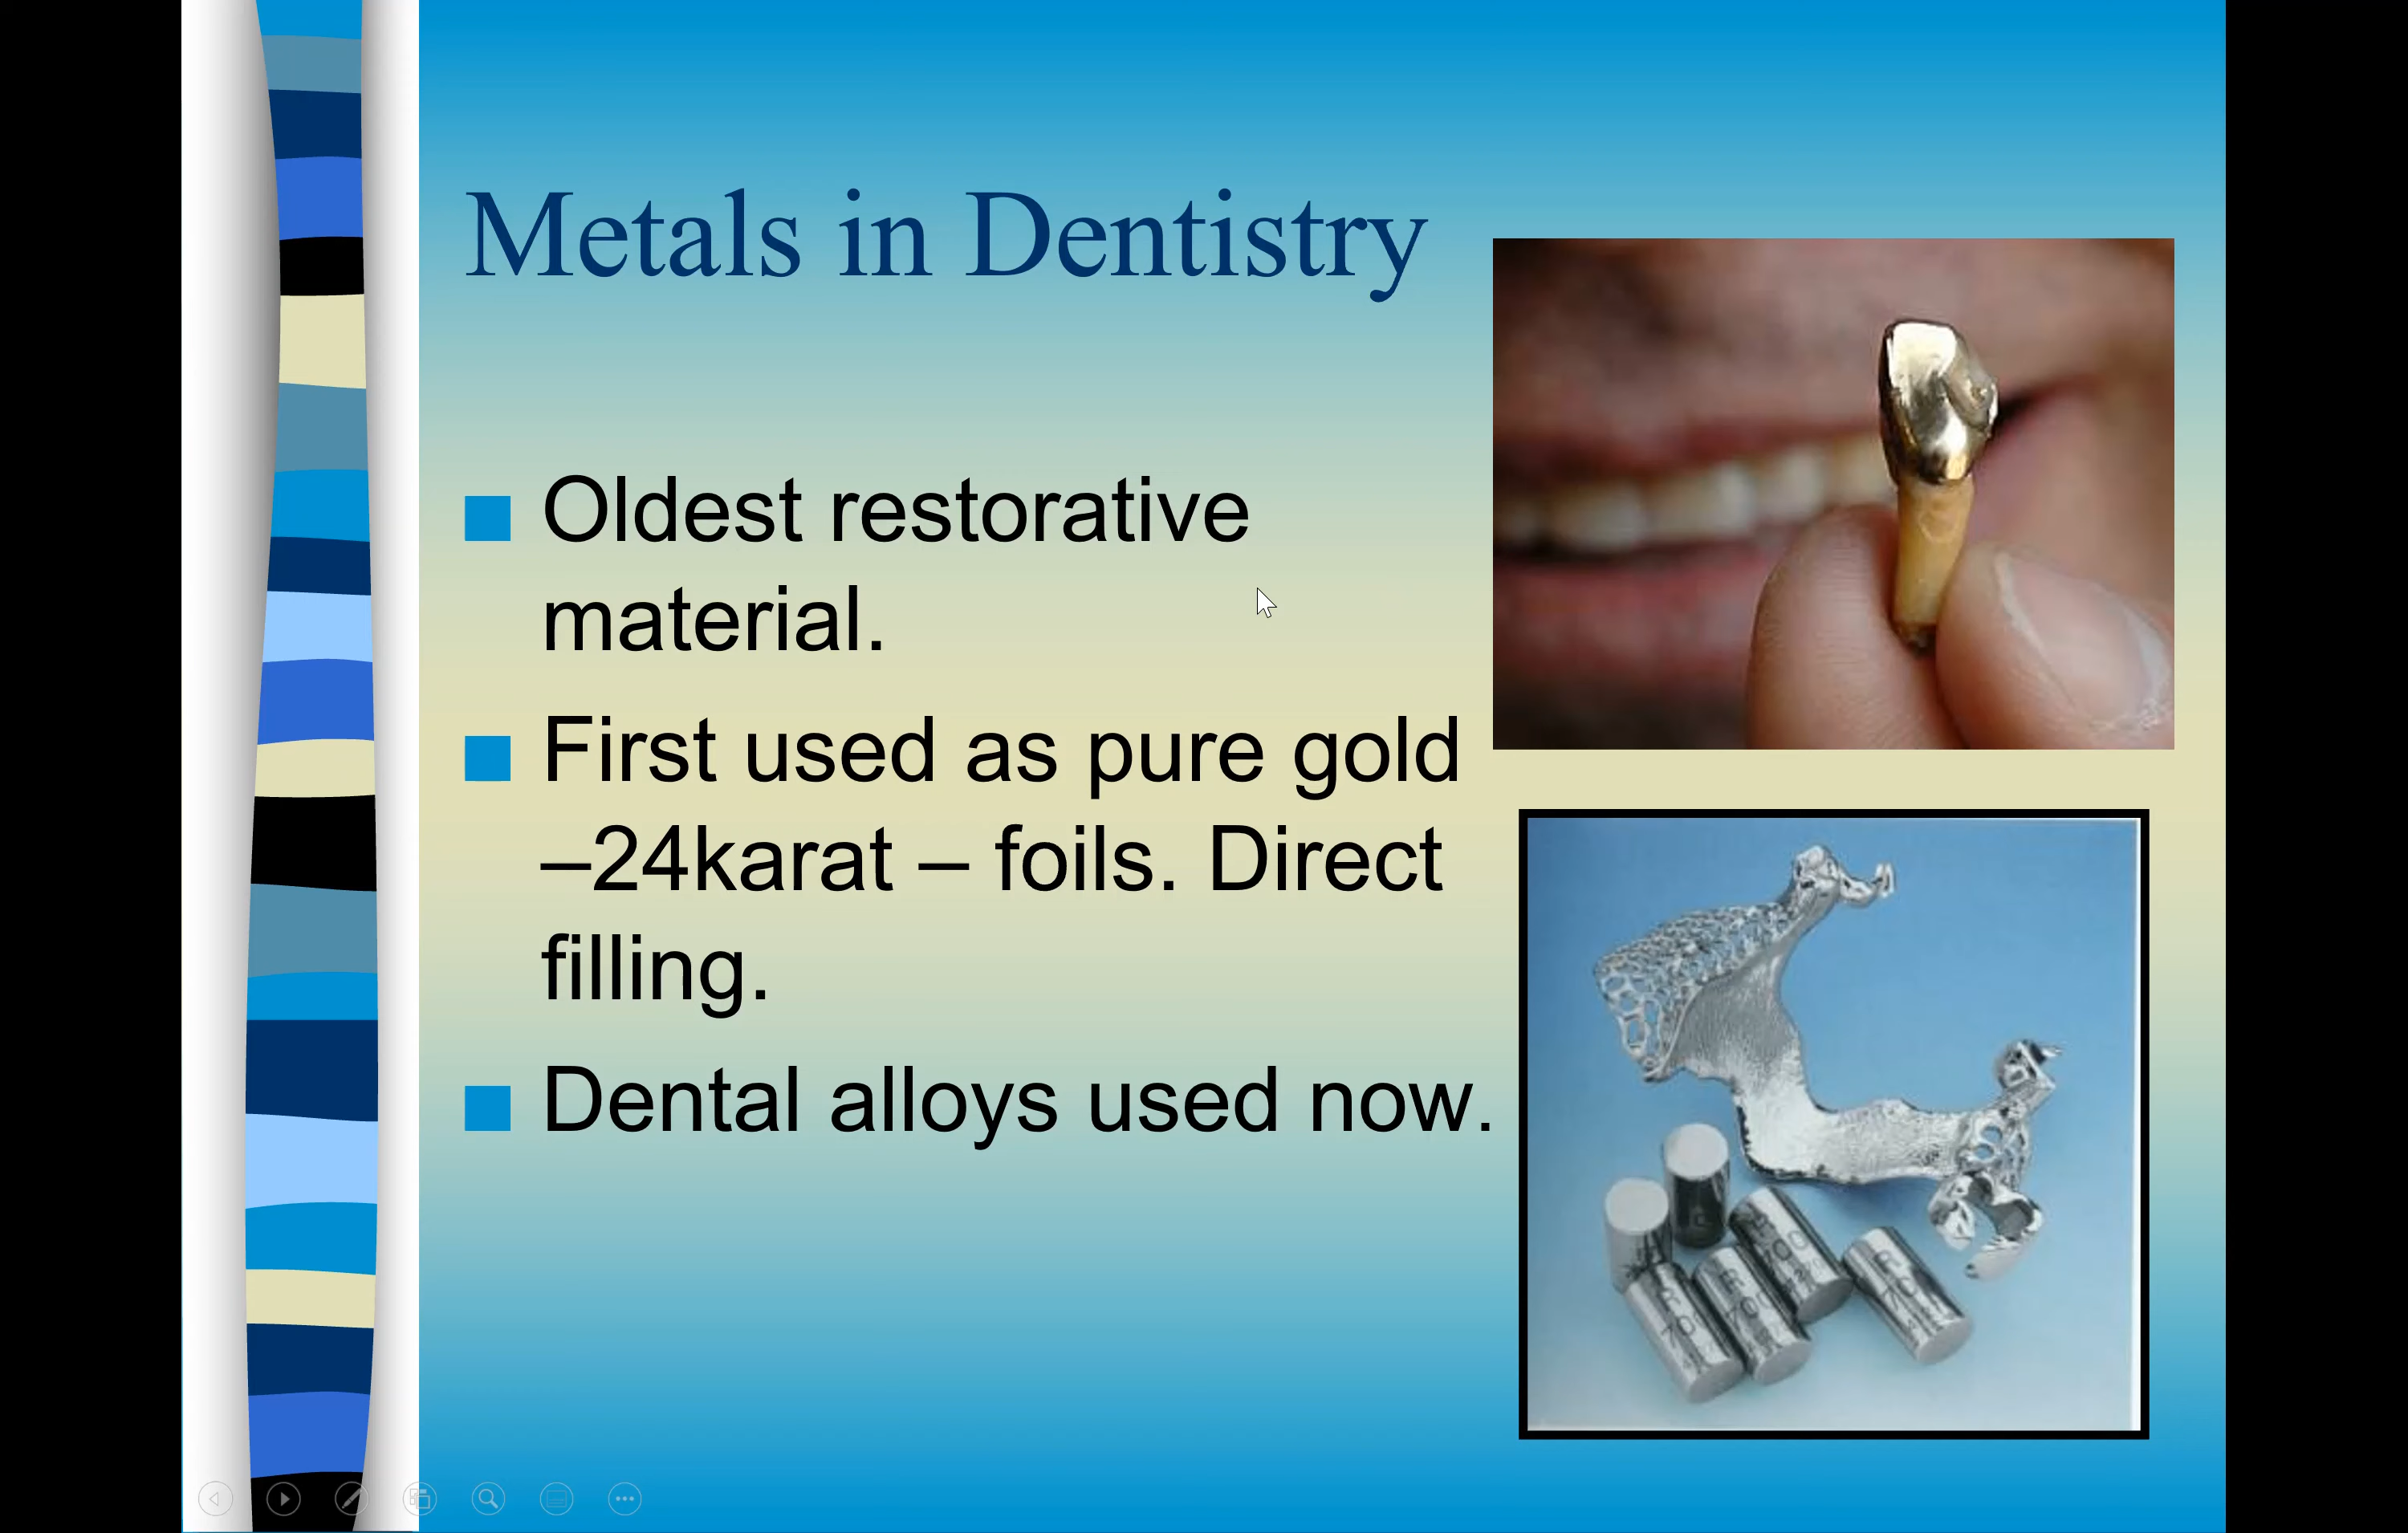 Metals in Dentistry
Oldest restorative
material.
First used as pure gold
–24karat – foils. Direct
filling.
Dental alloys used now.